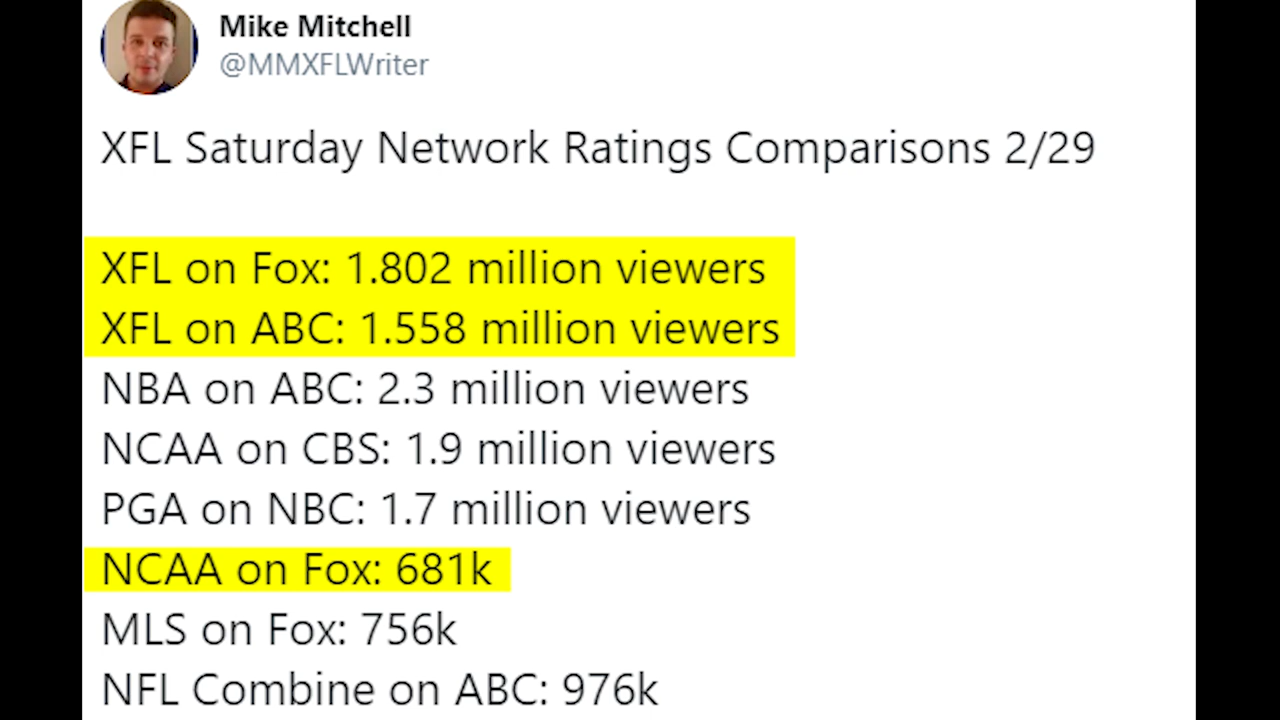 Mike Mitchell
@MMXFLWriter
XFL Saturday Network Ratings Comparisons 2/29
XFL on Fox: 1.802 million viewers
XFL on ABC: 1.558 million viewers
NBA on ABC: 2.3 million viewers
NCAA on CBS: 1.9 million viewers
PGA on NBC: 1.7 million viewers
NCAA on Fox: 681k
MLS on Fox: 756k
NFL Combine on ABC: 976k